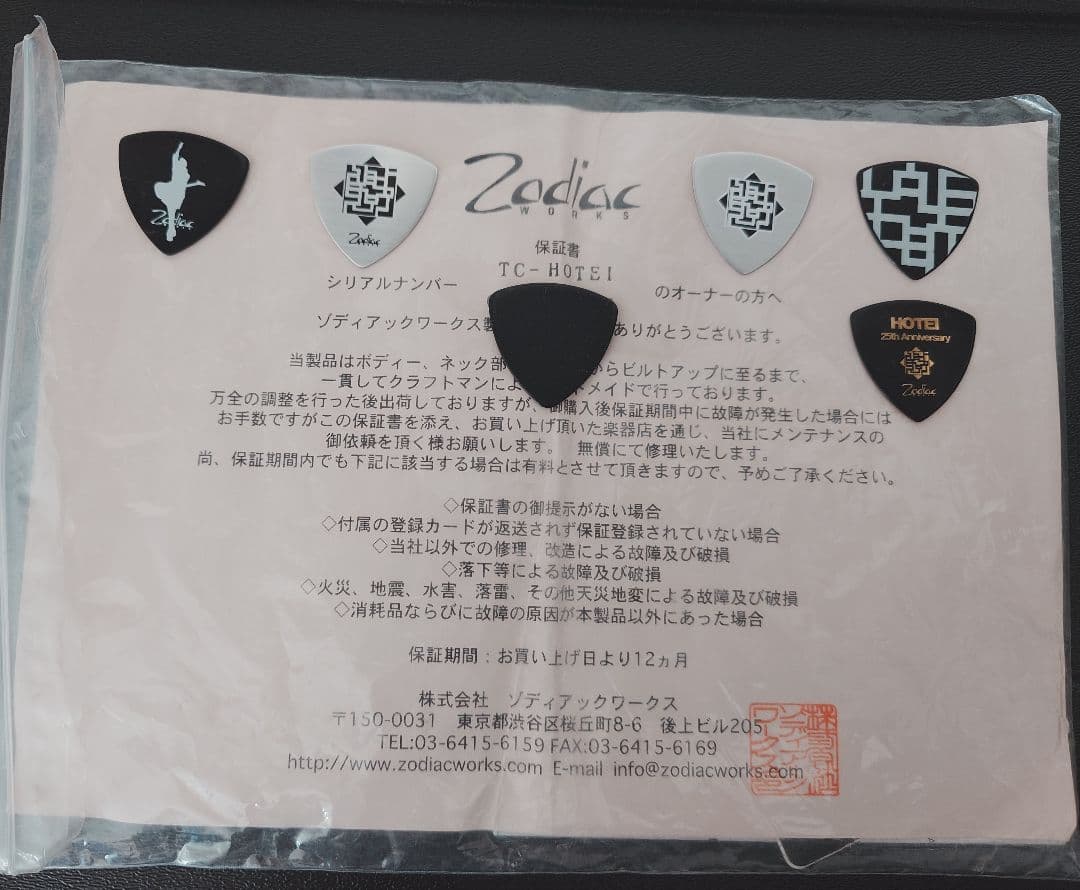 Zodiac
WORKS
Zodiac
Zodiac
保証書
TC-HOTEI
シリアルナンバー
のオーナーの方へ
ゾディアックワークス製
ありがとうございます。
HOTEI
25th Anniversary
Zodiac
当製品はボディー、ネック部
からビルトアップに至るまで、
一貫してクラフトマンによ
メイドで行っております。
万全の調整を行った後出荷しておりますが、御購入後保証期間中に故障が発生した場合には
お手数ですがこの保証書を添え、お買い上げ頂いた楽器店を通じ、当社にメンテナンスの
御依頼を頂く様お願いします。 無償にて修理いたします。
尚、保証期間内でも下記に該当する場合は有料とさせて頂きますので、予めご了承ください。
◇保証書の御提示がない場合
◇付属の登録カードが返送されず保証登録されていない場合
◇当社以外での修理、改造による故障及び破損
◇落下等による故障及び破損
◇火災、地震、水害、落雷、その他天災地変による故障及び破損
◇消耗品ならびに故障の原因が本製品以外にあった場合
保証期間：お買い上げ日より12ヵ月
株式会社 ゾディアックワークス
〒150-0031 東京都渋谷区桜丘町8-6 後上ビル205
TEL:03-6415-6159 FAX:03-6415-6169
http://www.zodiacworks.com E-mail info@zodiacworks.com
株式会社
ゾディアック
ワークス